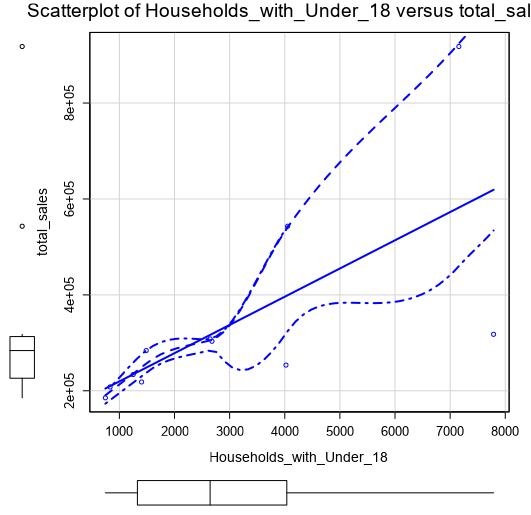 Scatterplot of Households_with_Under_18 versus total_sal
8e+05
6e+05
4e+05
2e+05
total_sales
1000 2000 3000 4000 5000 6000 7000 8000
Households_with_Under_18